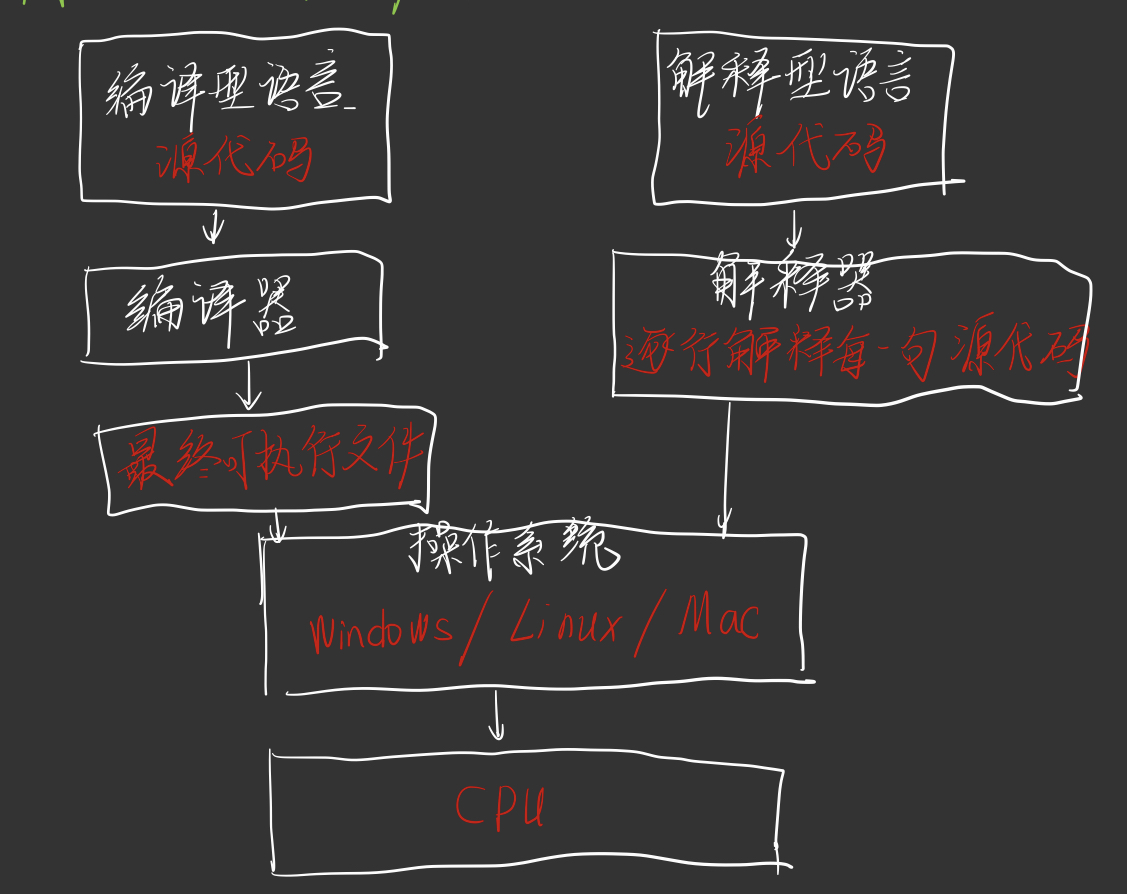 编译型语言
源代码
编译器
最终可执行文件
解释型语言
源代码
解释器
逐行解释每一句源代码
操作系统
Windows/Linux/Mac
CPU